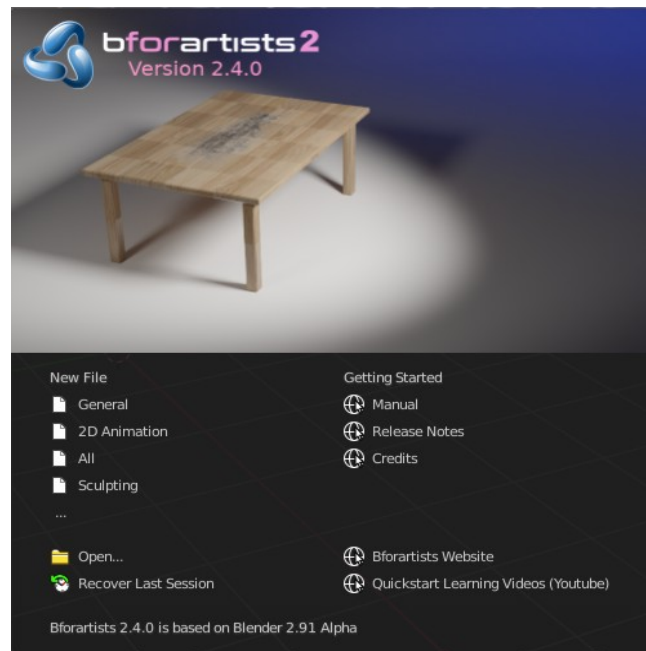 bforartists 2
Version 2.4.0
New File
General
2D Animation
All
Sculpting
...
Open...
Recover Last Session
Getting Started
Manual
Release Notes
Credits
Bforartists Website
Quickstart Learning Videos (Youtube)
Bforartists 2.4.0 is based on Blender 2.91 Alpha